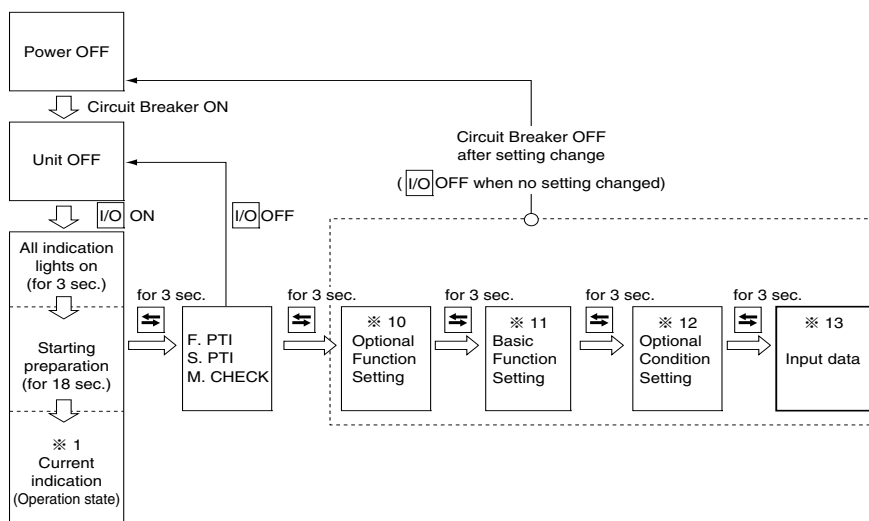 Power OFF
Circuit Breaker ON
Unit OFF
I/O ON
I/O OFF
Circuit Breaker OFF
after setting change
( I/O OFF when no setting changed)
All indication
lights on
(for 3 sec.)
Starting
preparation
(for 18 sec.)
※ 1
Current
indication
(Operation state)
for 3 sec.
F. PTI
S. PTI
M. CHECK
for 3 sec.
※ 10
Optional
Function
Setting
for 3 sec.
※ 11
Basic
Function
Setting
for 3 sec.
※ 12
Optional
Condition
Setting
for 3 sec.
※ 13
Input data